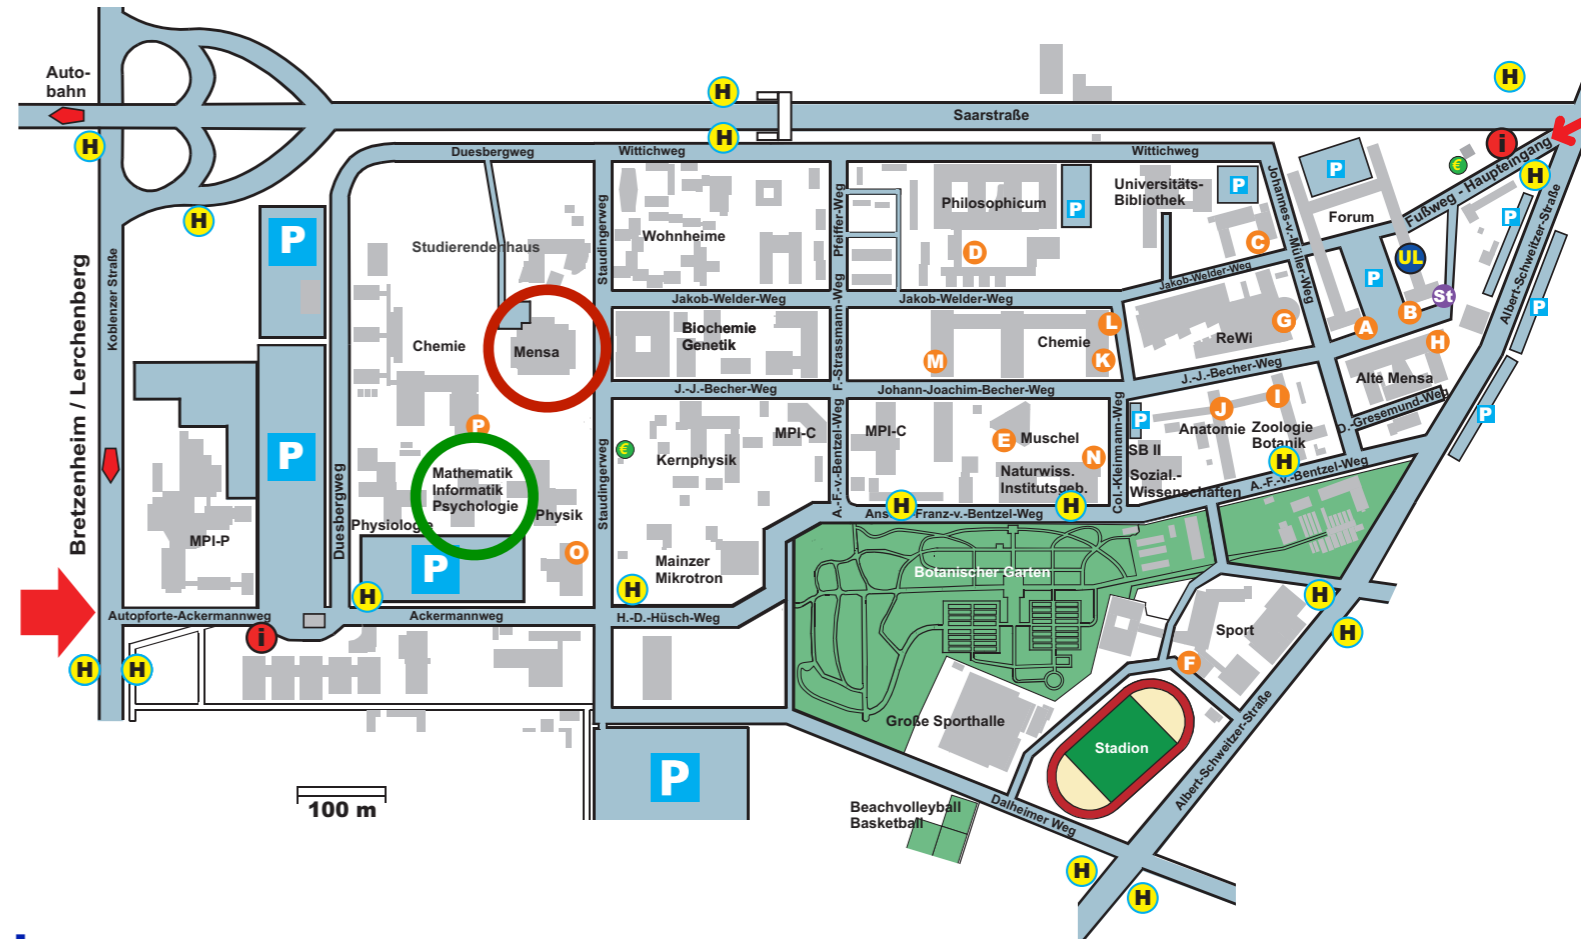 Auto-
bahn
H
H
H
H
H
H
H
i
Saarstraße
Fußweg - Haupteingang
€
Duesbergweg
Wittichweg
Wittichweg
Koblenzer Straße
Bretzenheim / Lerchenberg
P
P
Studierendenhaus
Staudingerweg
Wohnheime
Pfeiffer-Weg
Philosophicum
P
D
Universitäts-
Bibliothek
P
C
Johannes-v.-Müller-Weg
P
Forum
UL
St
P
P
P
P
Albert-Schweitzer-Straße
Jakob-Welder-Weg
Jakob-Welder-Weg
Jakob-Welder-Weg
Chemie
Mensa
Biochemie
Genetik
F.-Strassmann-Weg
M
Chemie
L
K
ReWi
G
A
B
H
Alte Mensa
J.-J.-Becher-Weg
Johann-Joachim-Becher-Weg
J.-J.-Becher-Weg
D.-Gresemund-Weg
P
Mathematik
Informatik
Psychologie
Physiologie
Physik
O
P
Duesbergweg
Staudingerweg
€
Kernphysik
MPI-C
A.-F.-v.-Bentzel-Weg
MPI-C
E
Muschel
N
Naturwiss.
Institutsgeb.
Col.-Kleinmann-Weg
P
SB II
Sozial.-
Wissenschaften
J
Anatomie
I
Zoologie
Botanik
H
A.-F.-v.-Bentzel-Weg
H
H
Ans Franz-v.-Bentzel-Weg
MPI-P
Mainzer
Mikrotron
H
H
Botanischer Garten
H
H
Autopforte-Ackermannweg
i
Ackermannweg
H.-D.-Hüsch-Weg
H
H
Sport
F
Große Sporthalle
Stadion
Albert-Schweitzer-Straße
P
100 m
Beachvolleyball
Basketball
Dalheimer Weg
H
H